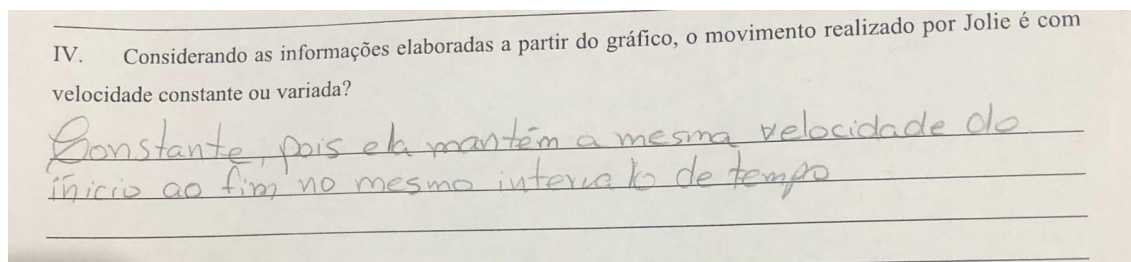 IV. Considerando as informações elaboradas a partir do gráfico, o movimento realizado por Jolie é com
velocidade constante ou variada?
Constante, pois ela mantém a mesma velocidade do
ínicio ao fim no mesmo intervalo de tempo